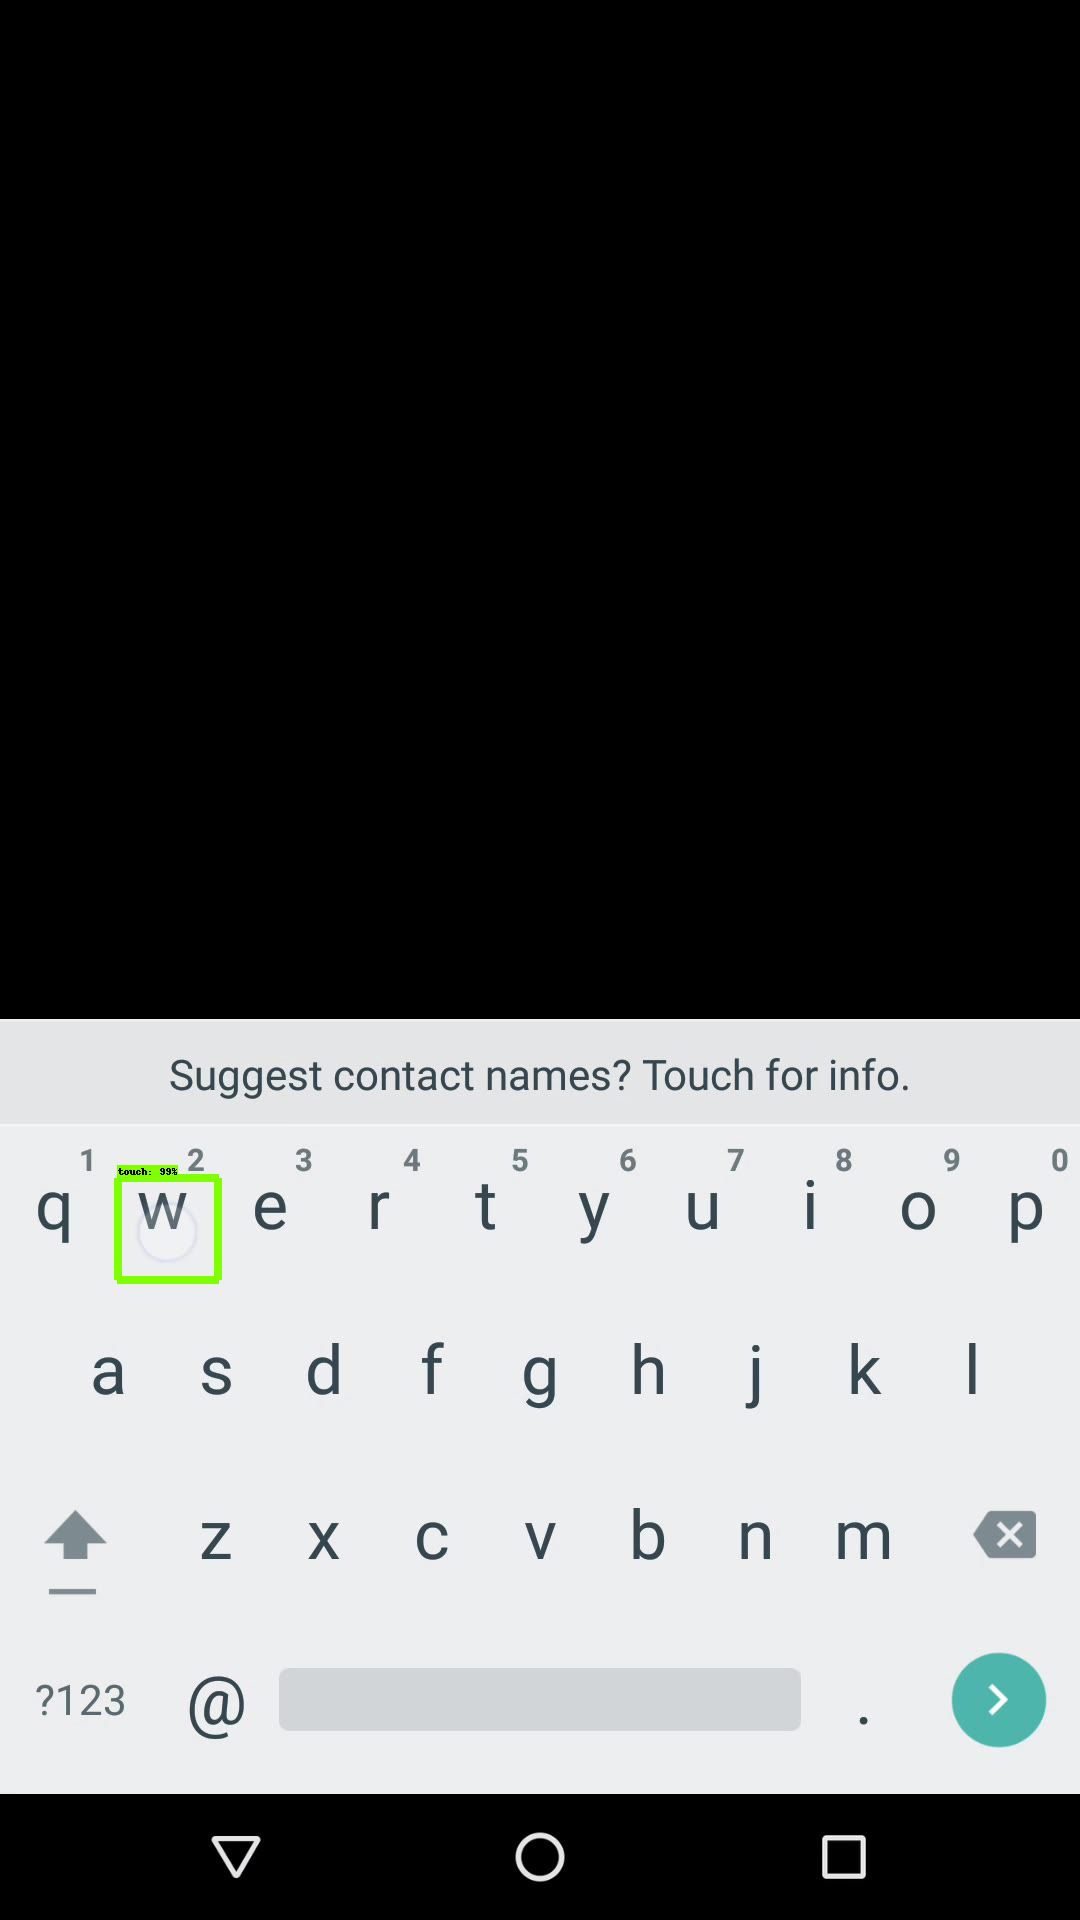 Suggest contact names? Touch for info.
1 2 3 4 5 6 7 8 9 0
touch: 99%
q w e r t y u i o p
a s d f g h j k l
z x c v b n m
?123 @ .